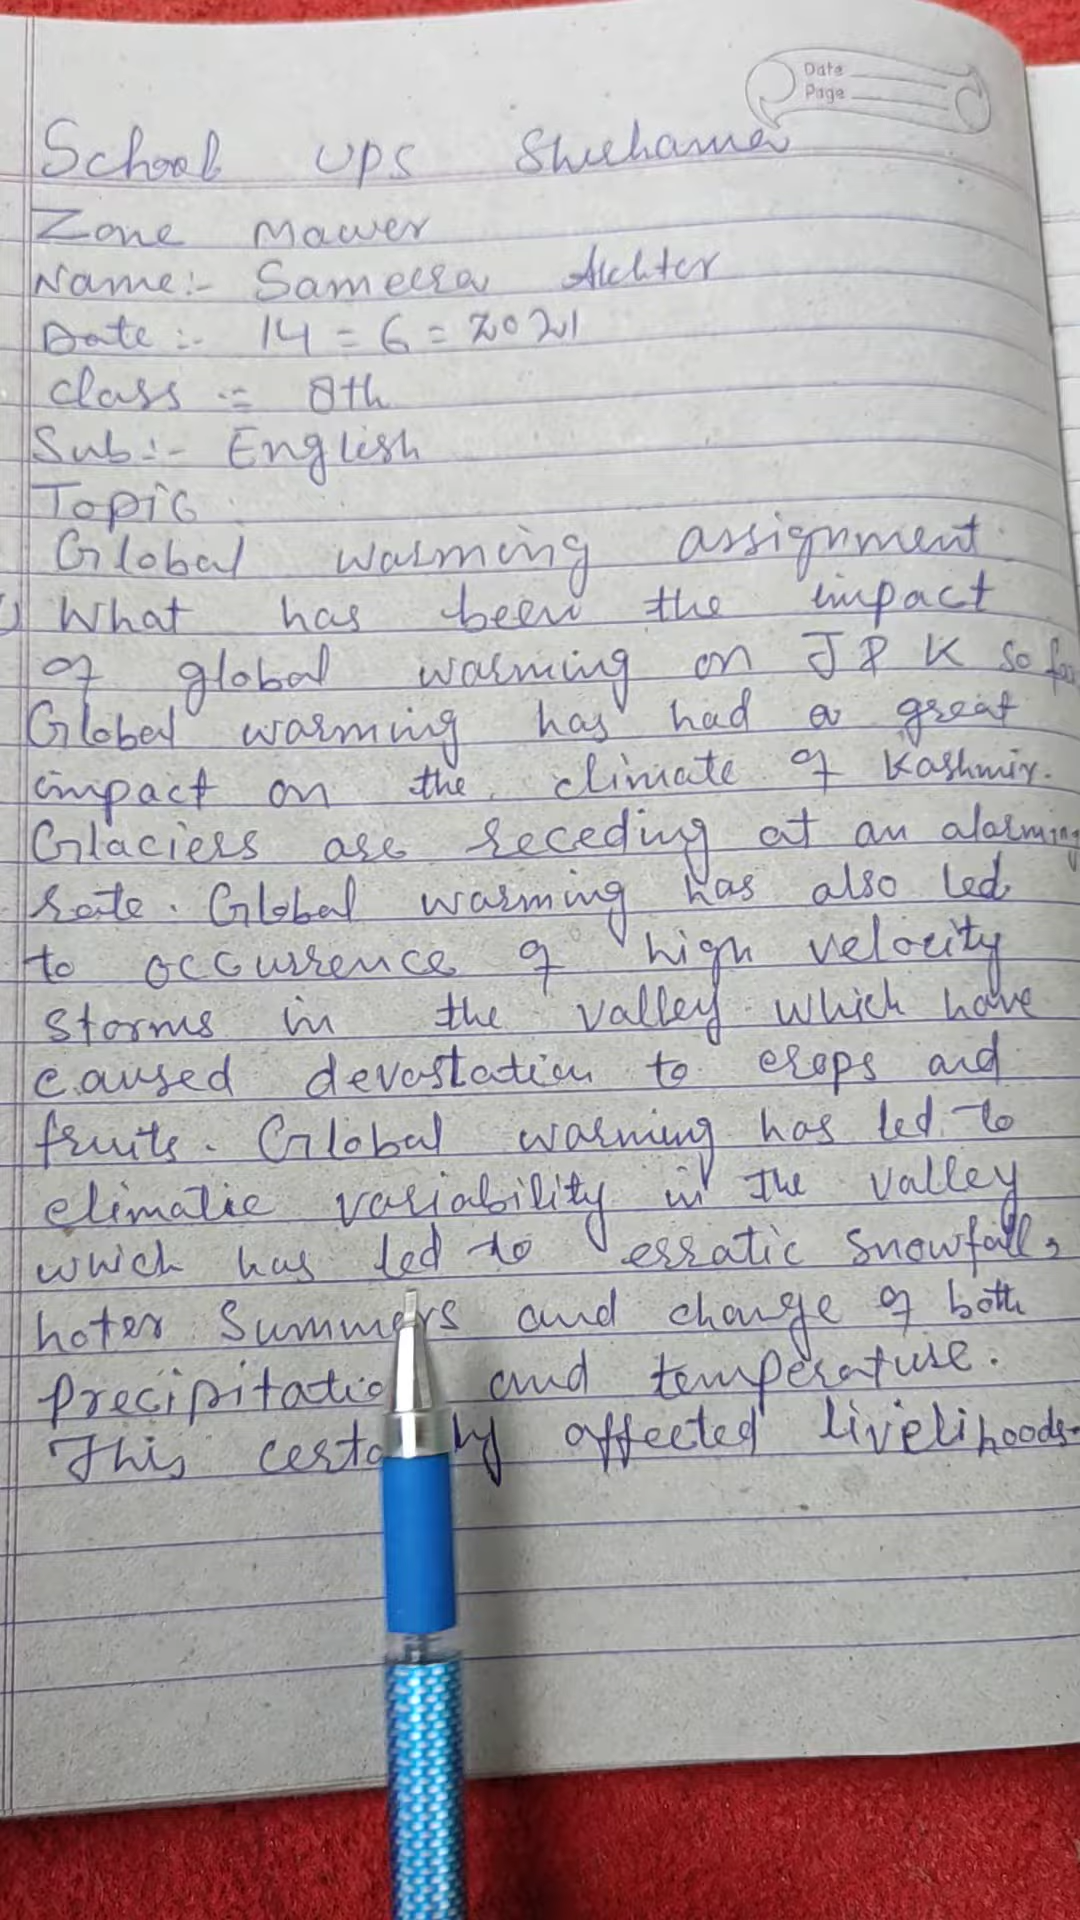 Date
Page
School UPS Shuhama
Zone Mawer
Name:- Sameera Akhter
Date :- 14 = 6 = 2021
class := 8th
Sub:- English
Topic
Global warming assignment.
What has been the impact
of global warming on J & K so far
Global warming has had a great
impact on the climate of Kashmir.
Glaciers are receding at an alarming
rate. Global warming has also led
to occurrence of high velocity
storms in the valley which have
caused devastation to crops and
fruits. Global warming has led to
climatic variability in the valley
which has led to erratic snowfall,
hoter Summers and change of both
precipitatio and temperature.
This affected livelihoods.